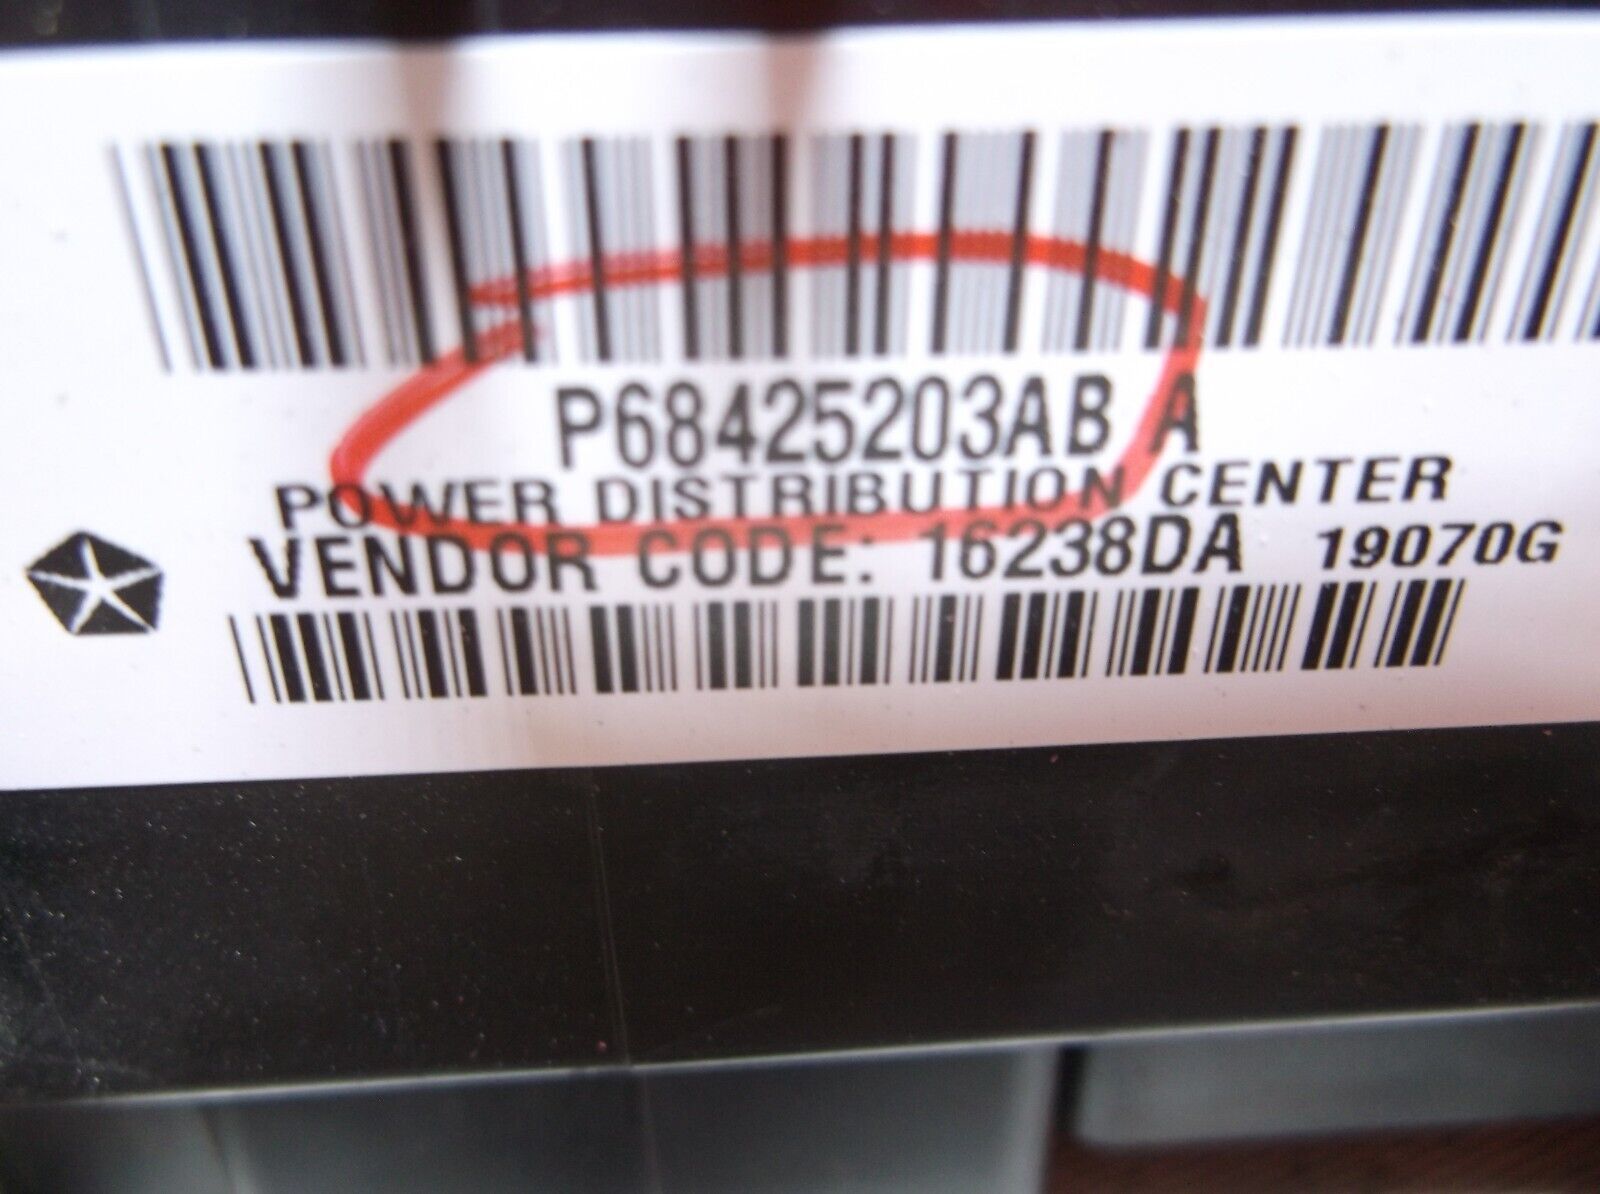 P68425203AB A
POWER DISTRIBUTION CENTER
VENDOR CODE: 16238DA 19070G